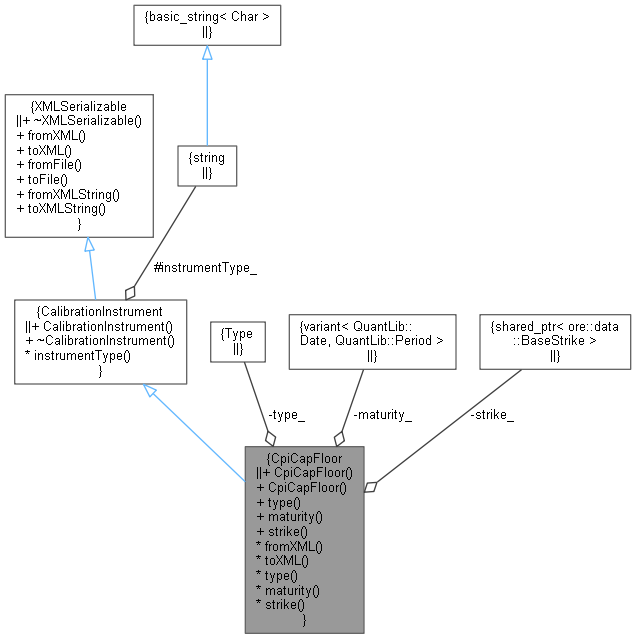 {basic_string< Char >
||}
{XMLSerializable
||+ ~XMLSerializable()
+ fromXML()
+ toXML()
+ fromFile()
+ toFile()
+ fromXMLString()
+ toXMLString()
}
{string
||}
#instrumentType_
{CalibrationInstrument
||+ CalibrationInstrument()
+ ~CalibrationInstrument()
* instrumentType()
}
{Type
||}
{variant< QuantLib::
Date, QuantLib::Period >
||}
{shared_ptr< ore::data
::BaseStrike >
||}
-type_
-maturity_
-strike_
{CpiCapFloor
||+ CpiCapFloor()
+ CpiCapFloor()
+ type()
+ maturity()
+ strike()
* fromXML()
* toXML()
* type()
* maturity()
* strike()
}